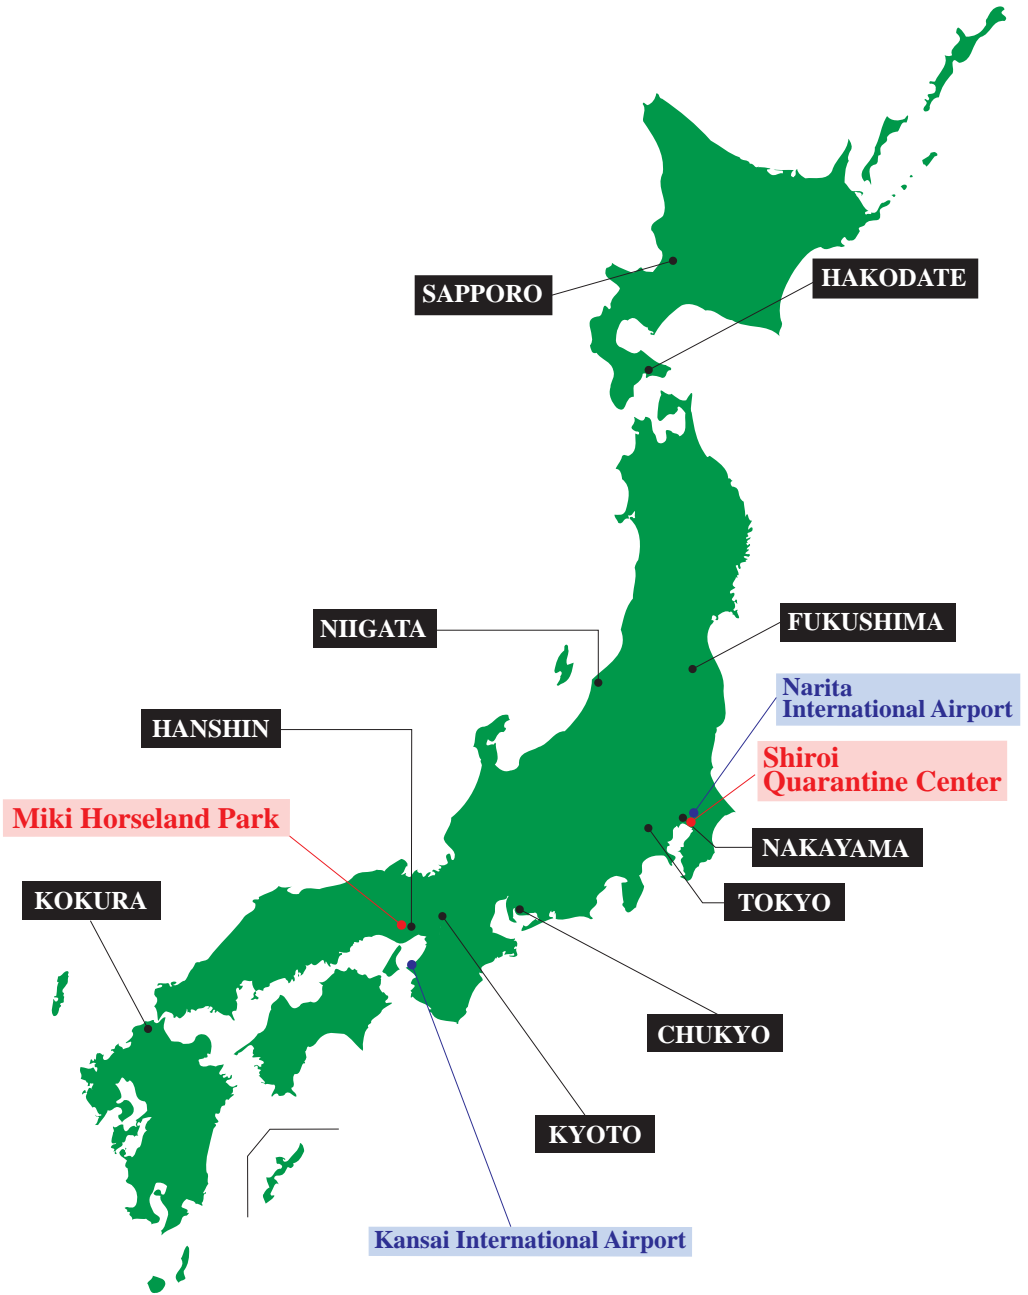 SAPPORO
HAKODATE
NIIGATA
FUKUSHIMA
Narita
International Airport
HANSHIN
Shiroi
Quarantine Center
Miki Horseland Park
NAKAYAMA
KOKURA
TOKYO
CHUKYO
KYOTO
Kansai International Airport